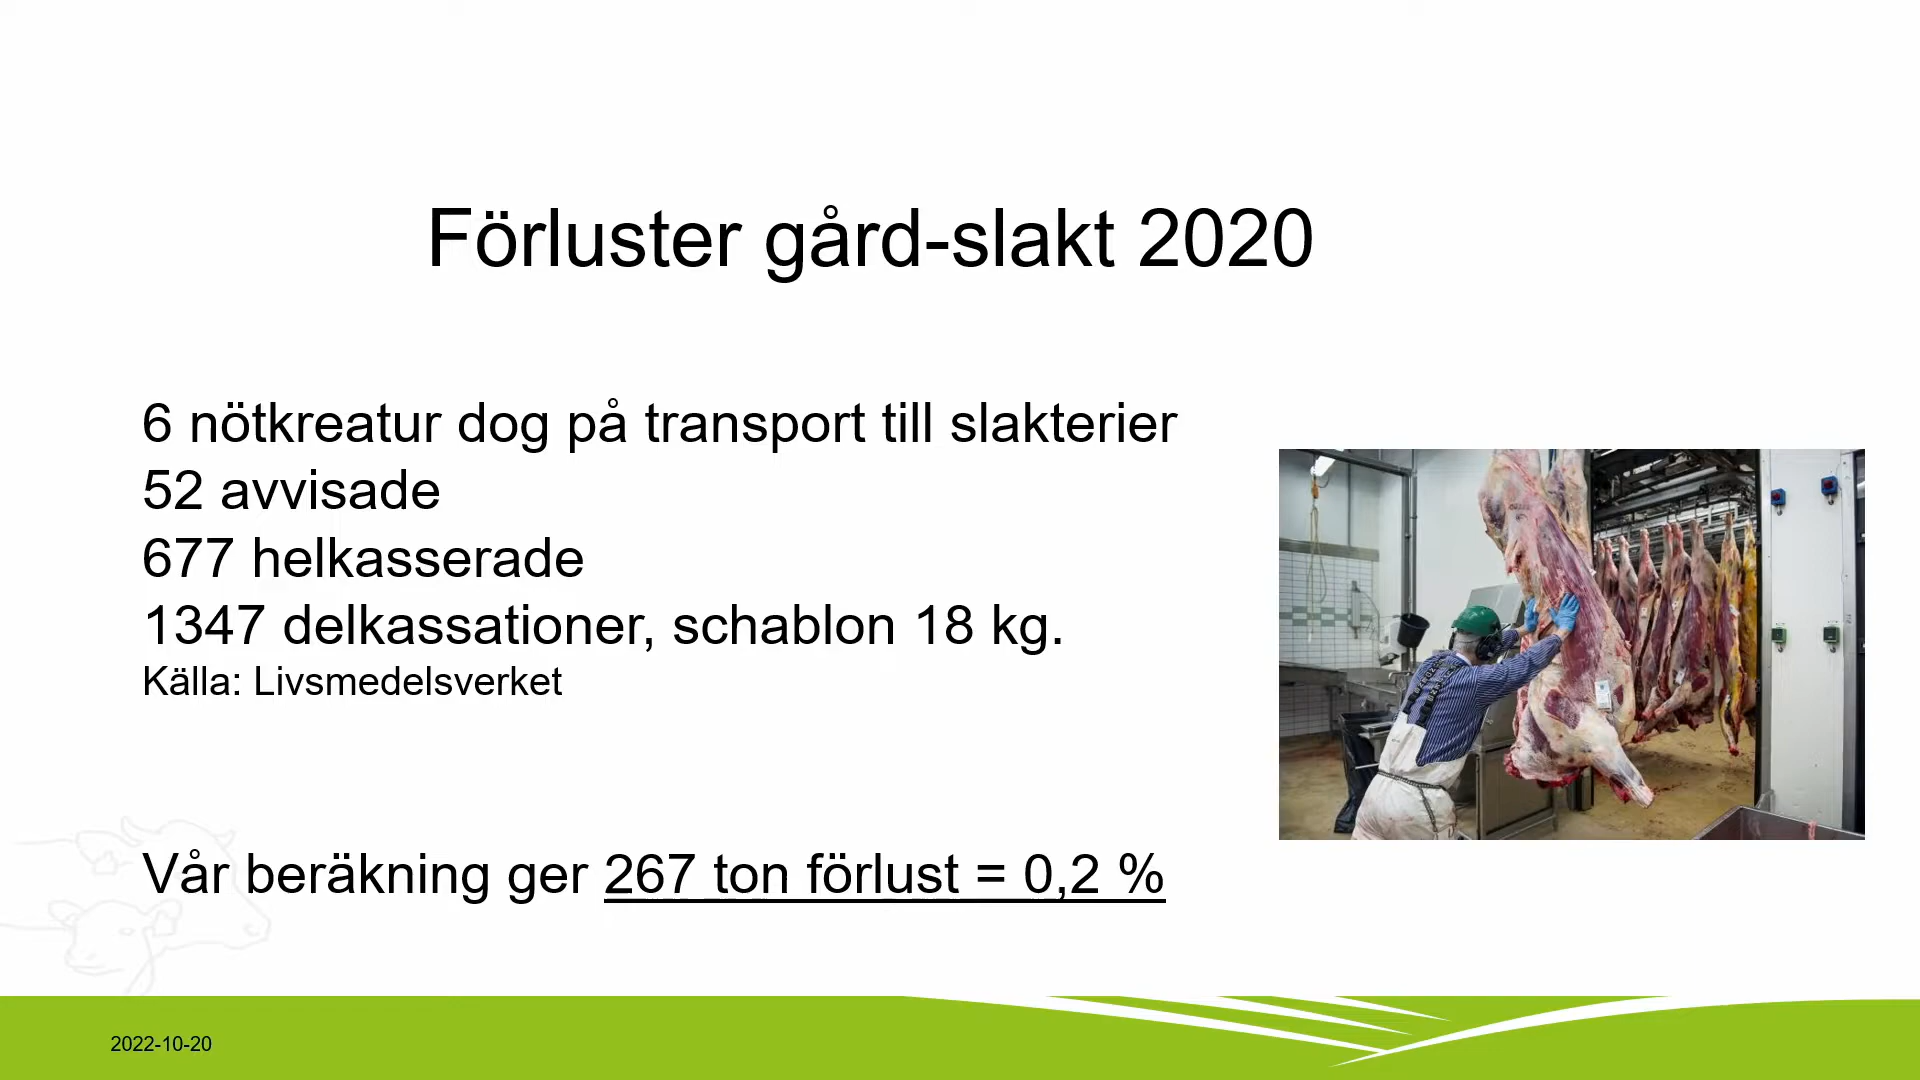 Förluster gård-slakt 2020
6 nötkreatur dog på transport till slakterier
52 avvisade
677 helkasserade
1347 delkassationer, schablon 18 kg.
Källa: Livsmedelsverket
Vår beräkning ger 267 ton förlust = 0,2 %
2022-10-20